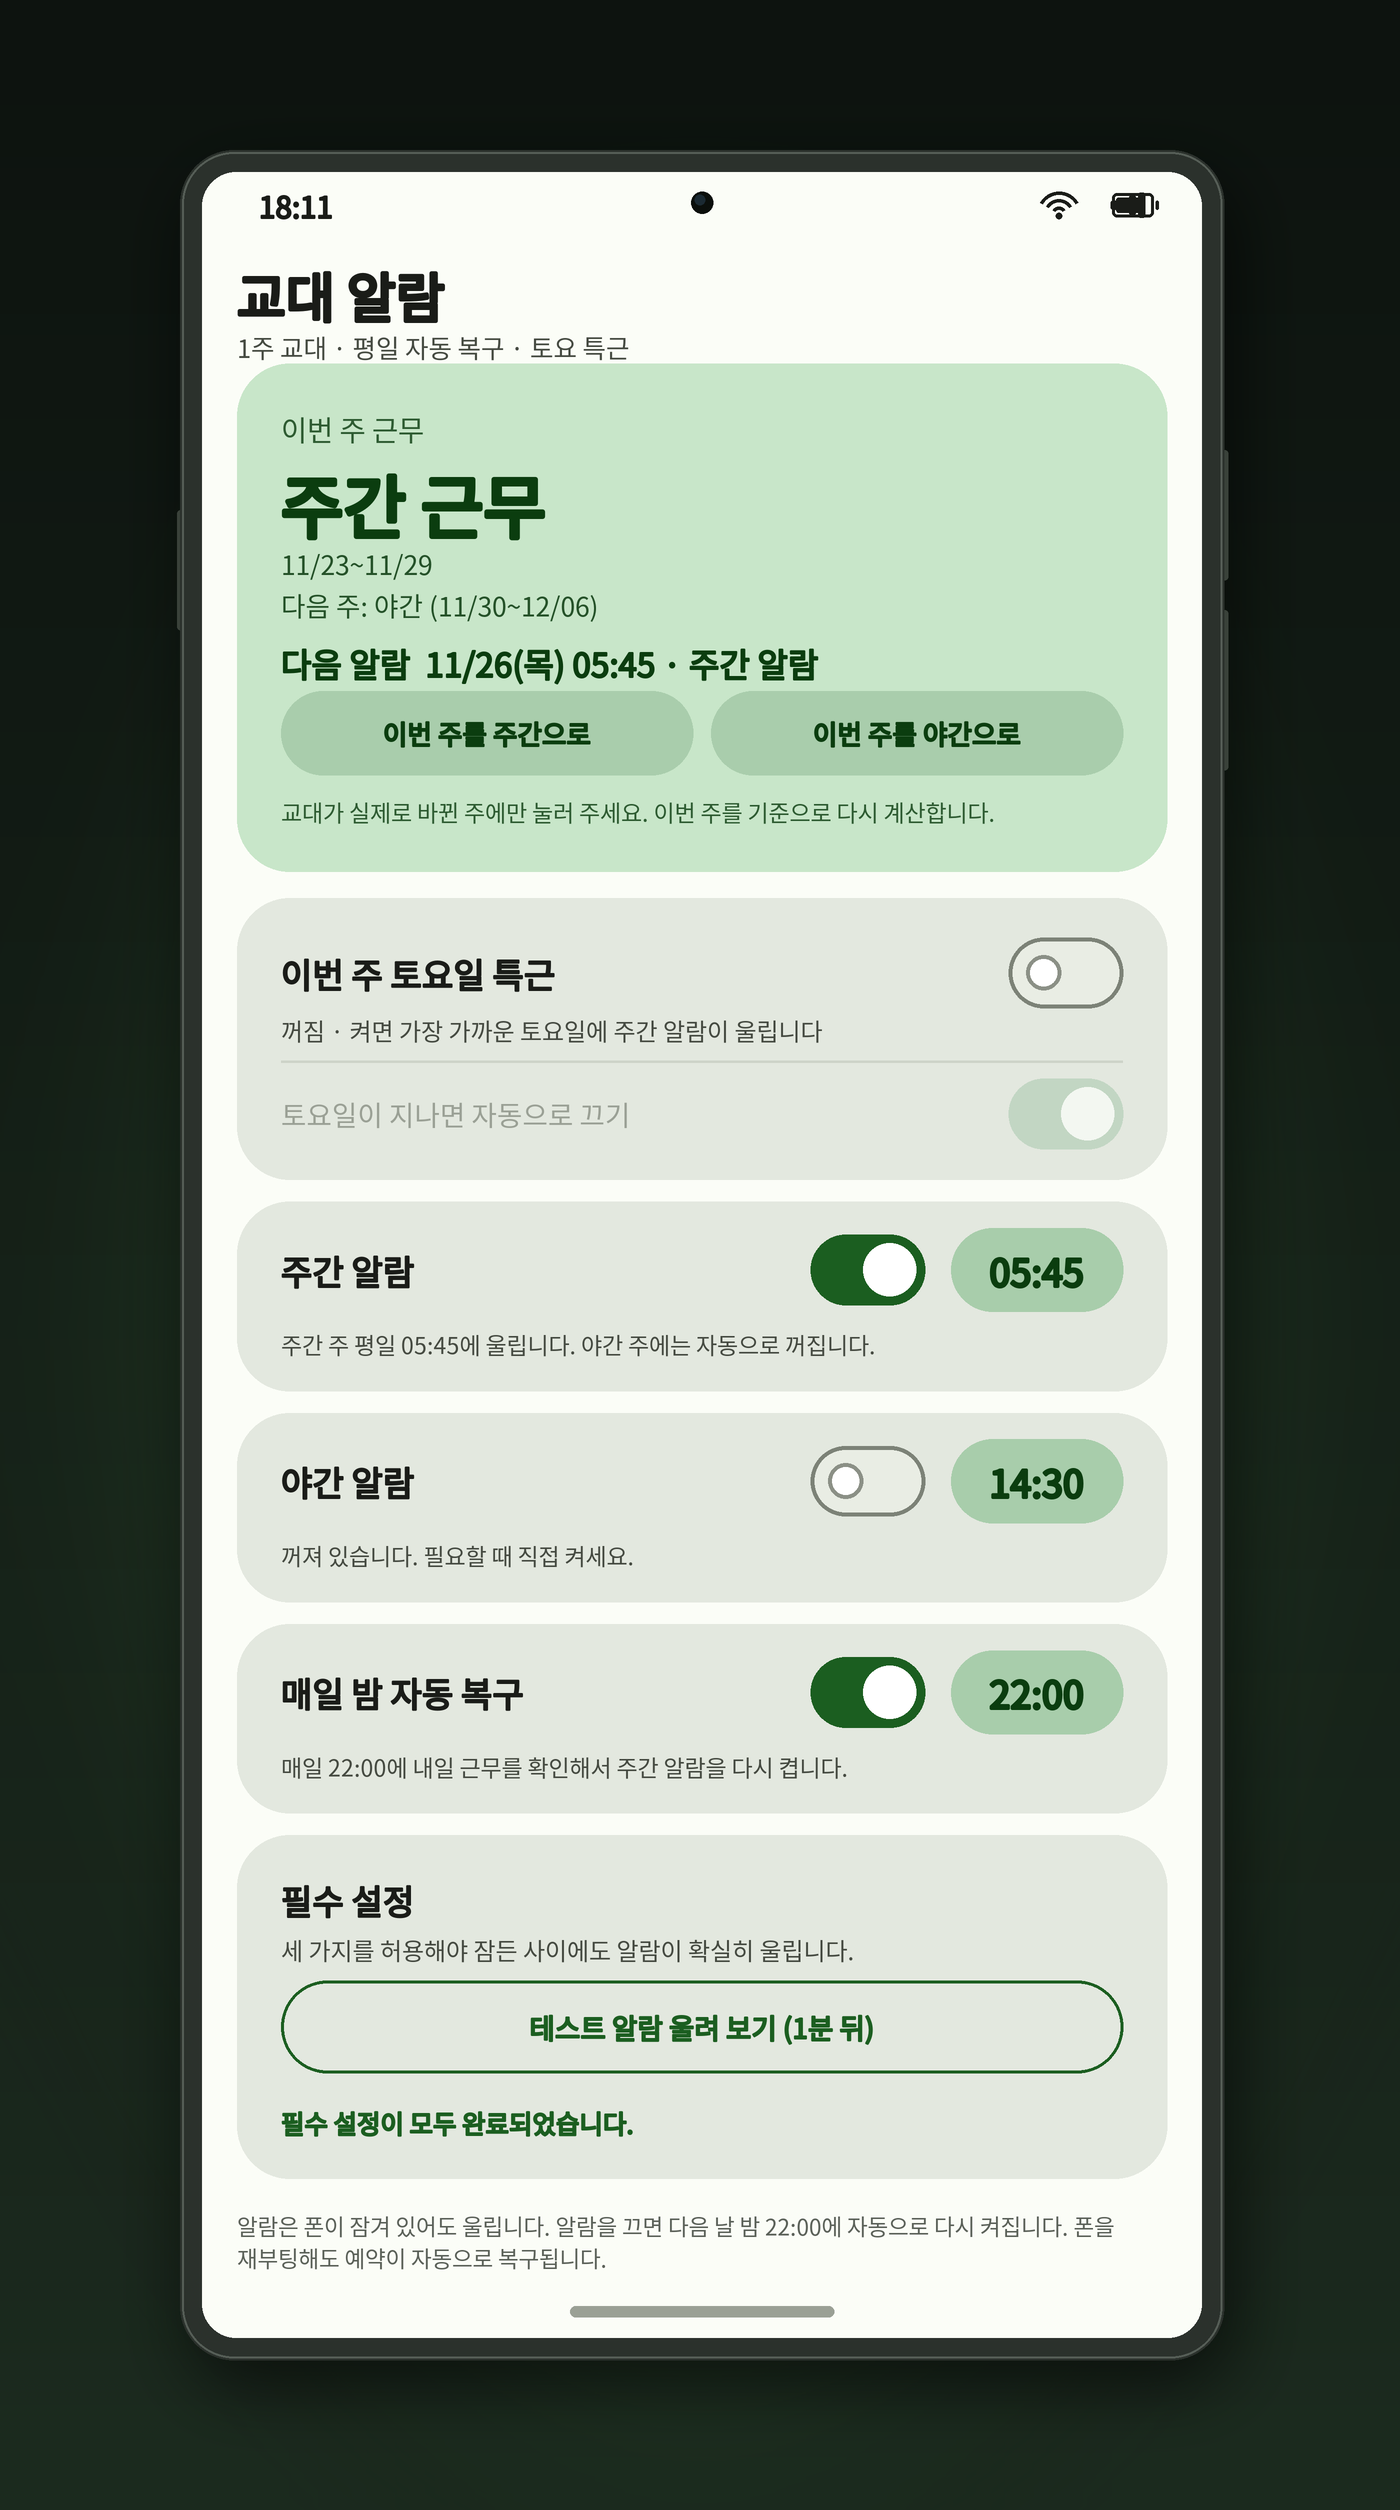 18:11
교대 알람
1주 교대 · 평일 자동 복구 · 토요 특근
이번 주 근무
주간 근무
11/23~11/29
다음 주: 야간 (11/30~12/06)
다음 알람 11/26(목) 05:45 · 주간 알람
이번 주를 주간으로
이번 주를 야간으로
교대가 실제로 바뀐 주에만 눌러 주세요. 이번 주를 기준으로 다시 계산합니다.
이번 주 토요일 특근
꺼짐 · 켜면 가장 가까운 토요일에 주간 알람이 울립니다
토요일이 지나면 자동으로 끄기
주간 알람
05:45
주간 주 평일 05:45에 울립니다. 야간 주에는 자동으로 꺼집니다.
야간 알람
14:30
꺼져 있습니다. 필요할 때 직접 켜세요.
매일 밤 자동 복구
22:00
매일 22:00에 내일 근무를 확인해서 주간 알람을 다시 켭니다.
필수 설정
세 가지를 허용해야 잠든 사이에도 알람이 확실히 울립니다.
테스트 알람 울려 보기 (1분 뒤)
필수 설정이 모두 완료되었습니다.
알람은 폰이 잠겨 있어도 울립니다. 알람을 끄면 다음 날 밤 22:00에 자동으로 다시 켜집니다. 폰을
재부팅해도 예약이 자동으로 복구됩니다.